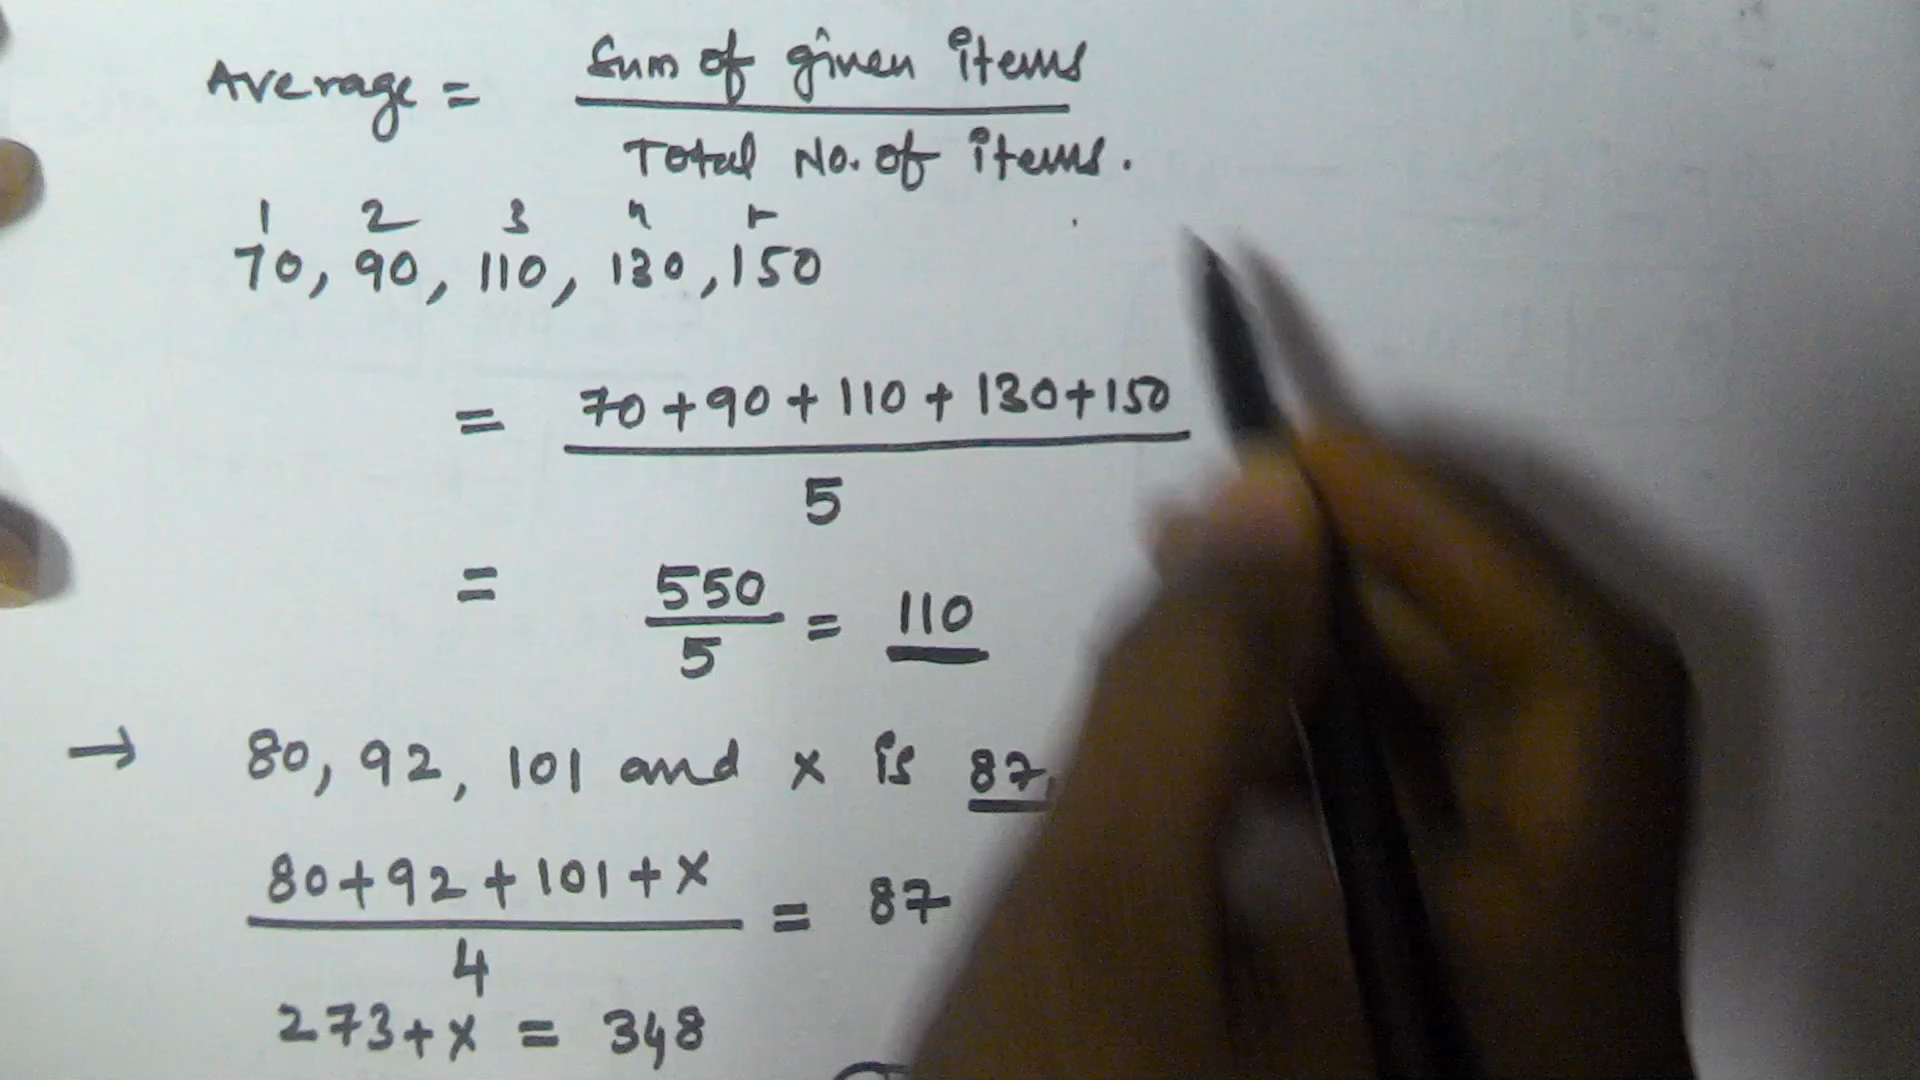 Average = Sum of given items
Total No. of items.
1 2 3 4 5
70, 90, 110, 130, 150
= 70+90+110+130+150
5
= 550
5 = 110
→ 80, 92, 101 and x is 87,
80+92+101+x
4 = 87
273+x = 348